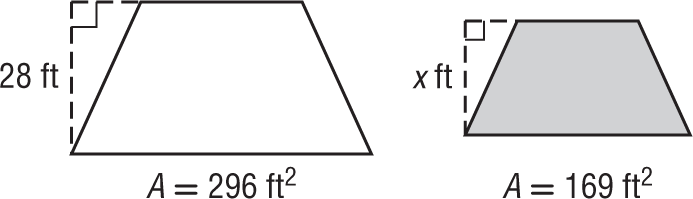 28 ft
x ft
A = 296 ft²
A = 169 ft²